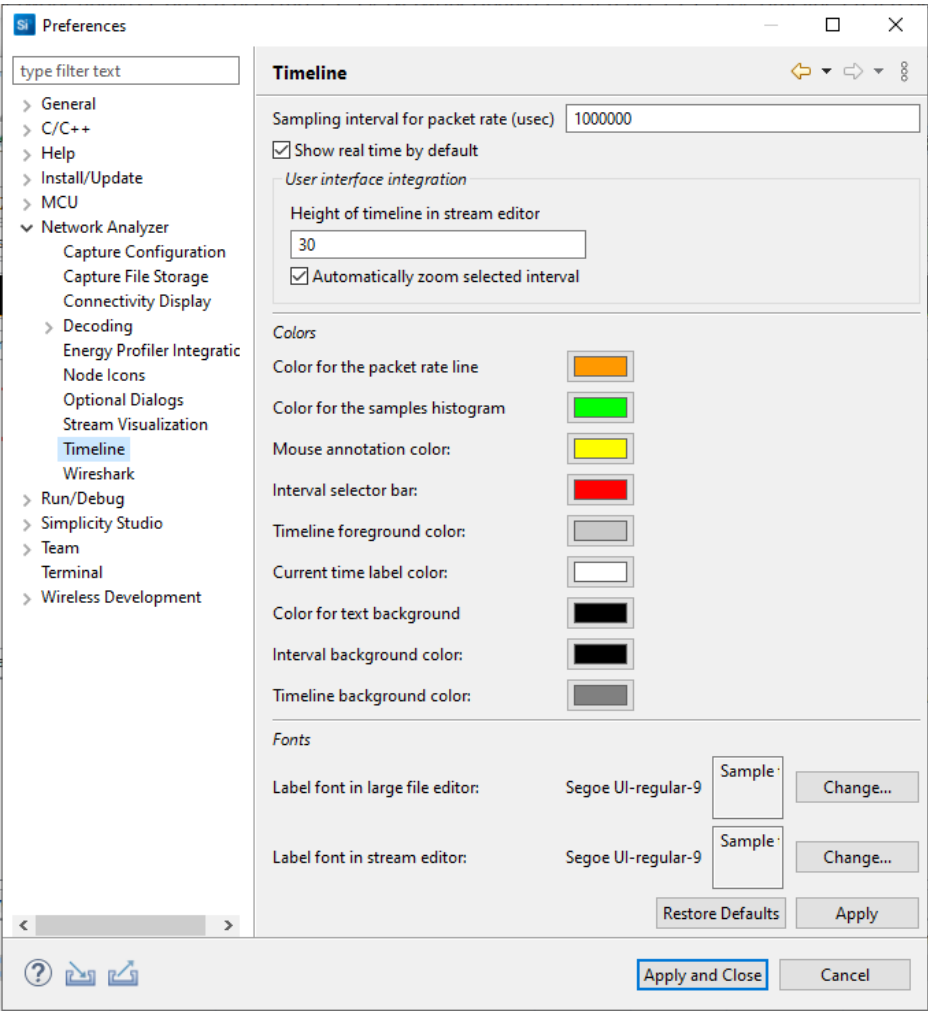 Si Preferences
type filter text
General
C/C++
Help
Install/Update
MCU
Network Analyzer
Capture Configuration
Capture File Storage
Connectivity Display
Decoding
Energy Profiler Integratic
Node Icons
Optional Dialogs
Stream Visualization
Timeline
Wireshark
Run/Debug
Simplicity Studio
Team
Terminal
Wireless Development
Timeline
Sampling interval for packet rate (usec) 1000000
Show real time by default
User interface integration
Height of timeline in stream editor
30
Automatically zoom selected interval
Colors
Color for the packet rate line
Color for the samples histogram
Mouse annotation color:
Interval selector bar:
Timeline foreground color:
Current time label color:
Color for text background
Interval background color:
Timeline background color:
Fonts
Label font in large file editor: Segoe UI-regular-9 Sample Change...
Label font in stream editor: Segoe UI-regular-9 Sample Change...
Restore Defaults Apply
Apply and Close Cancel